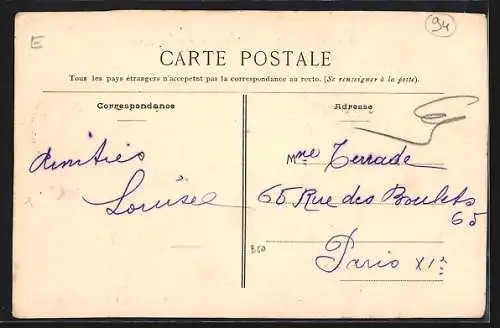 E
94
CARTE POSTALE
Tous les pays étrangers n'acceptent pas la correspondance au recto. (Se renseigner à la poste).
Correspondance
Amitiés
Louise
Adresse
Mme Terrade
65 Rue des Boulets
65
Paris XIe